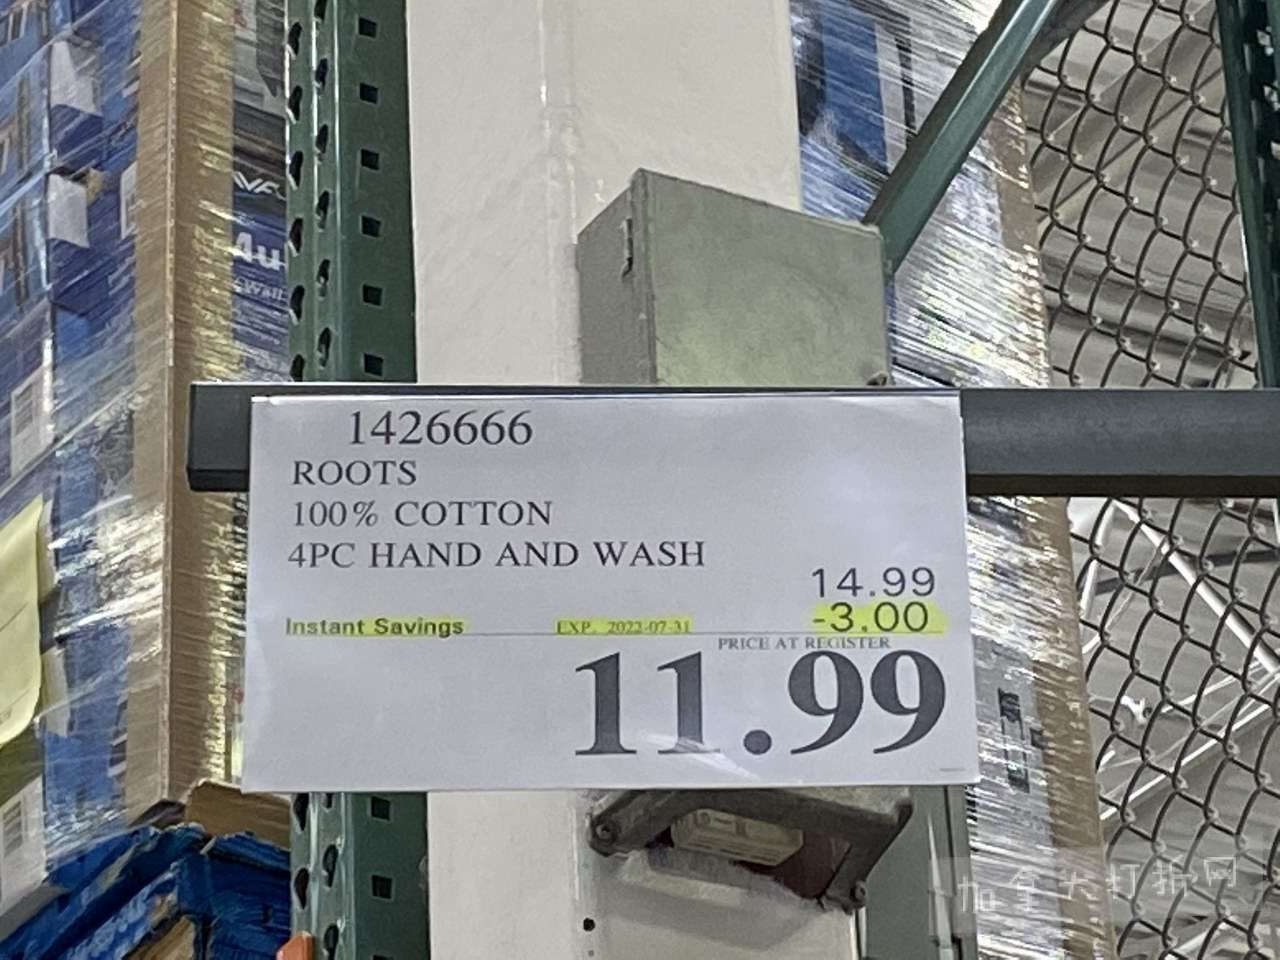 1426666
ROOTS
100% COTTON
4PC HAND AND WASH
14.99
Instant Savings EXP. 2022-07-31 -3.00
PRICE AT REGISTER
11.99
Au
加拿大打折网